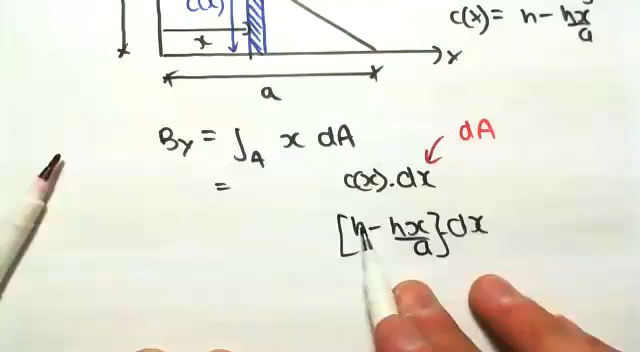 c(x)
c(x) = h - hx/a
x
x
a
By = ∫A x dA
dA
= c(x).dx
[h - hx/a] dx